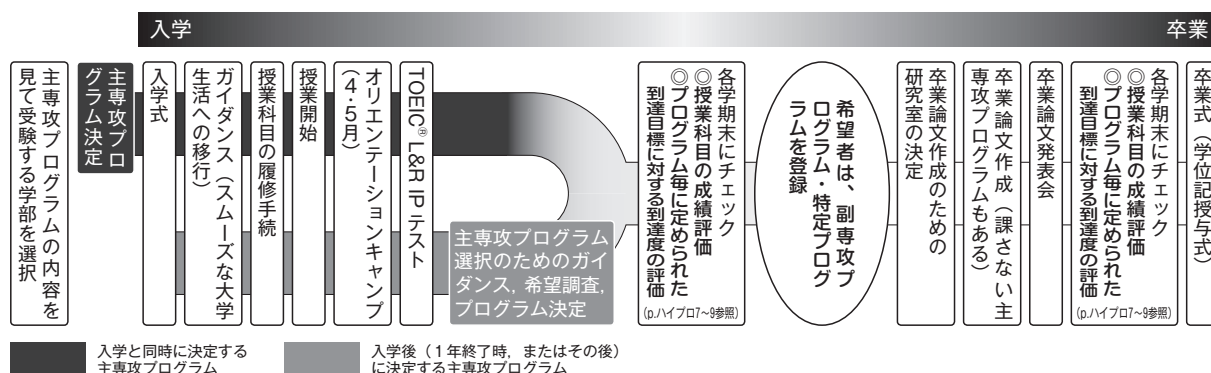 入学
卒業
主専攻プログラムの内容を
見て受験する学部を選択
主専攻プロ
グラム決定
入学式
ガイダンス（スムーズな大学
生活への移行）
授業科目の履修手続
授業開始
オリエンテーションキャンプ
（4・5月）
TOEIC® L&R IP テスト
主専攻プログラム
選択のためのガイ
ダンス，希望調査，
プログラム決定
各学期末にチェック
◎授業科目の成績評価
◎プログラム毎に定められた
到達目標に対する到達度の評価
(p.ハイプロ7～9参照)
希望者は、副専攻プ
ログラム・特定プログ
ラムを登録
卒業論文作成のための
研究室の決定
卒業論文作成（課さない主
専攻プログラムもある）
卒業論文発表会
各学期末にチェック
◎授業科目の成績評価
◎プログラム毎に定められた
到達目標に対する到達度の評価
(p.ハイプロ7～9参照)
卒業式（学位記授与式）
入学と同時に決定する
主専攻プログラム
入学後（1年終了時，またはその後）
に決定する主専攻プログラム